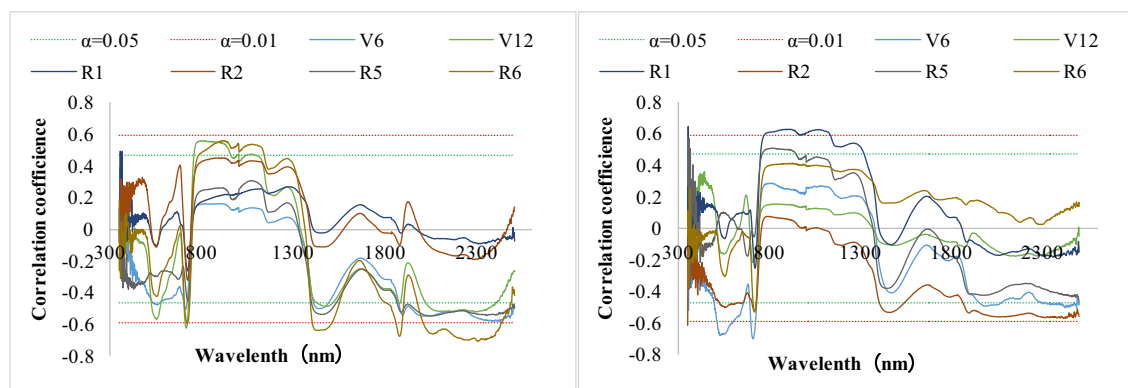 α=0.05 α=0.01 V6 V12
R1 R2 R5 R6
0.8
0.6
0.4
0.2
0
-0.2
-0.4
-0.6
-0.8
300 800 1300 1800 2300
Correlation coefficience
Wavelenth (nm)
α=0.05 α=0.01 V6 V12
R1 R2 R5 R6
0.8
0.6
0.4
0.2
0
-0.2
-0.4
-0.6
-0.8
300 800 1300 1800 2300
Correlation coefficience
Wavelenth (nm)